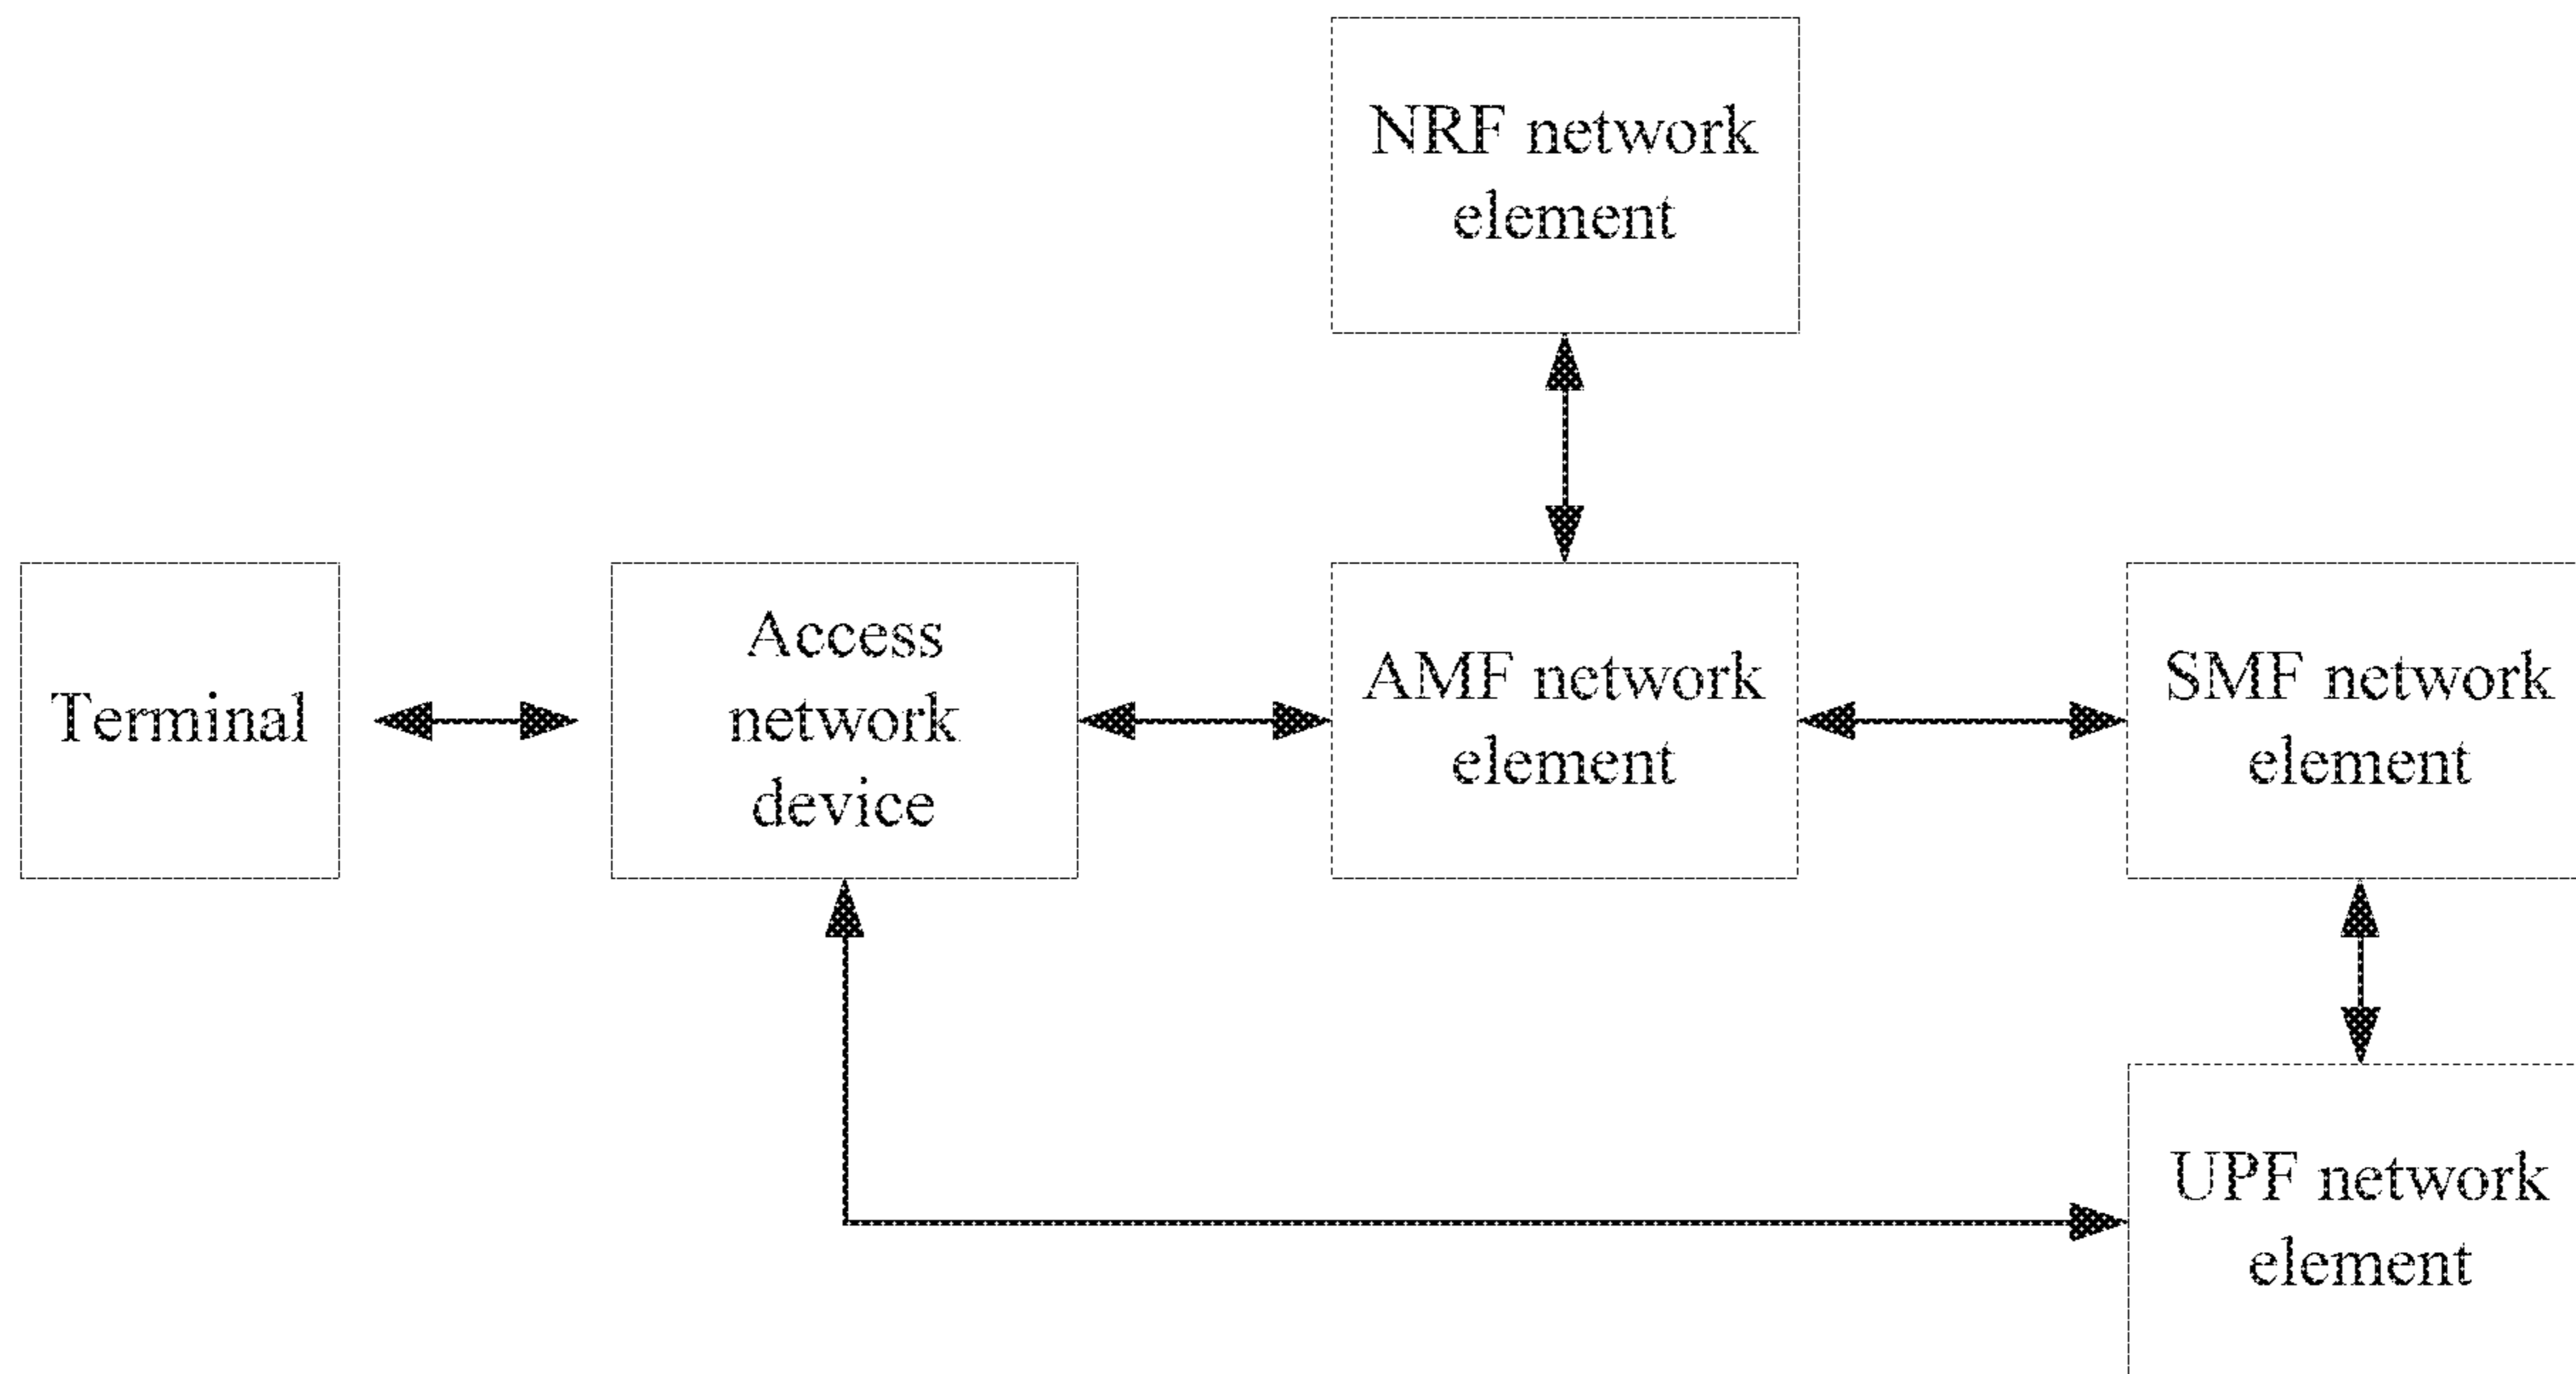 NRF network
element
Terminal
Access
network
device
AMF network
element
SMF network
element
UPF network
element